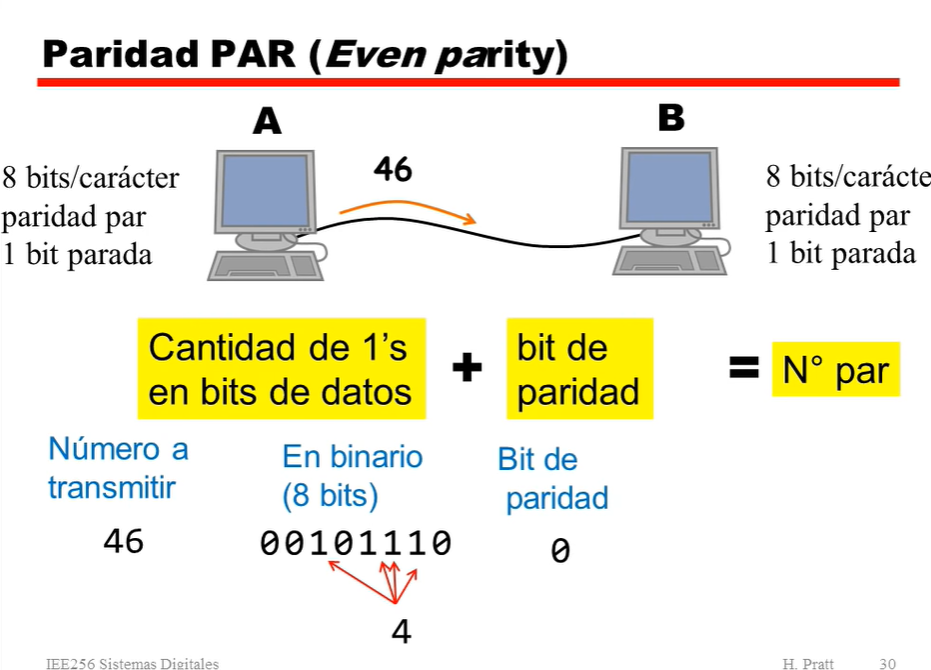 Paridad PAR (Even parity)
A
B
46
8 bits/carácter
paridad par
1 bit parada
8 bits/carácte
paridad par
1 bit parada
Cantidad de 1’s
en bits de datos
+
bit de
paridad
=
N° par
Número a
transmitir
En binario
(8 bits)
Bit de
paridad
46
00101110
0
4
IEE256 Sistemas Digitales
H. Pratt
30